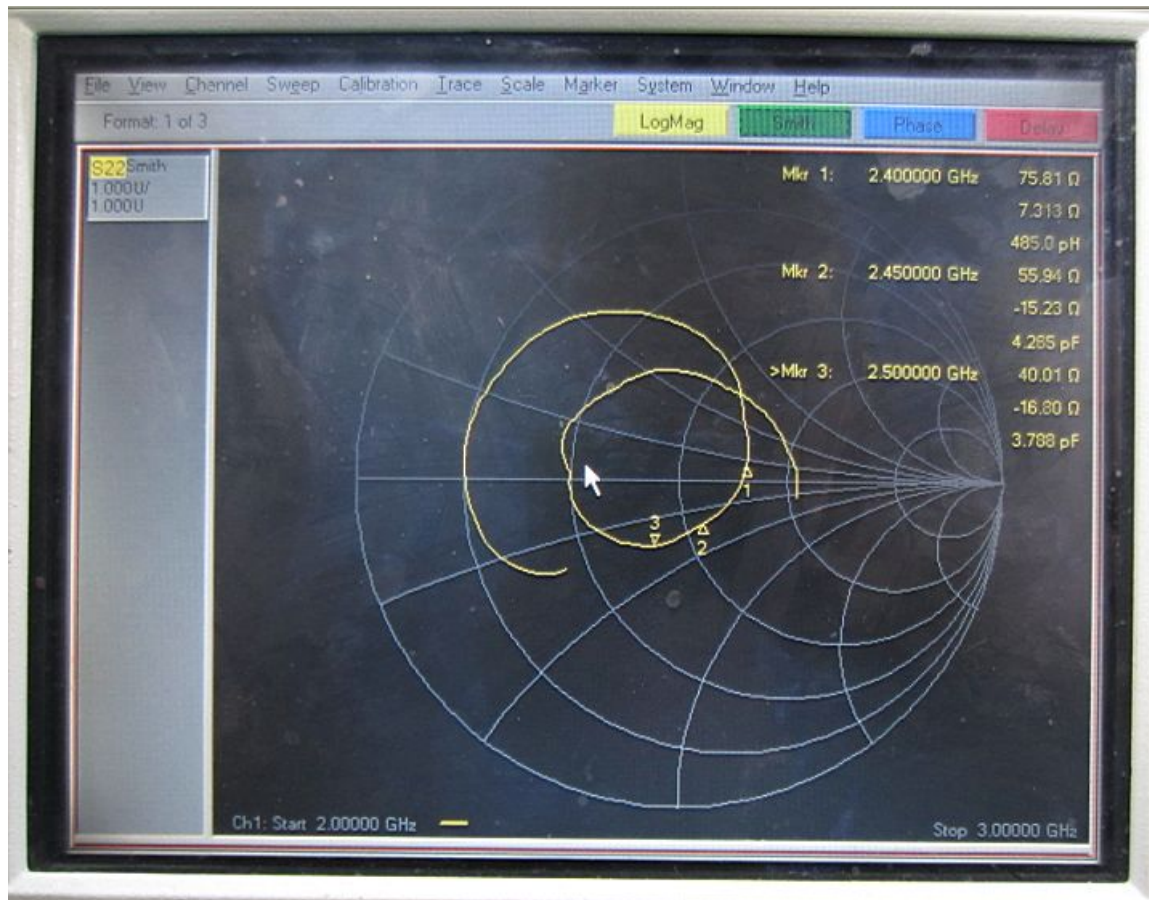 File View Channel Sweep Calibration Trace Scale Marker System Window Help
Format: 1 of 3 LogMag Smith Phase Delay
S22 Smith
1.000U/
1.000U
Mkr 1: 2.400000 GHz 75.81 Ω
7.313 Ω
485.0 pH
Mkr 2: 2.450000 GHz 55.94 Ω
-15.23 Ω
4.265 pF
>Mkr 3: 2.500000 GHz 40.01 Ω
-16.80 Ω
3.788 pF
1
3
2
Ch1: Start 2.00000 GHz
Stop 3.00000 GHz